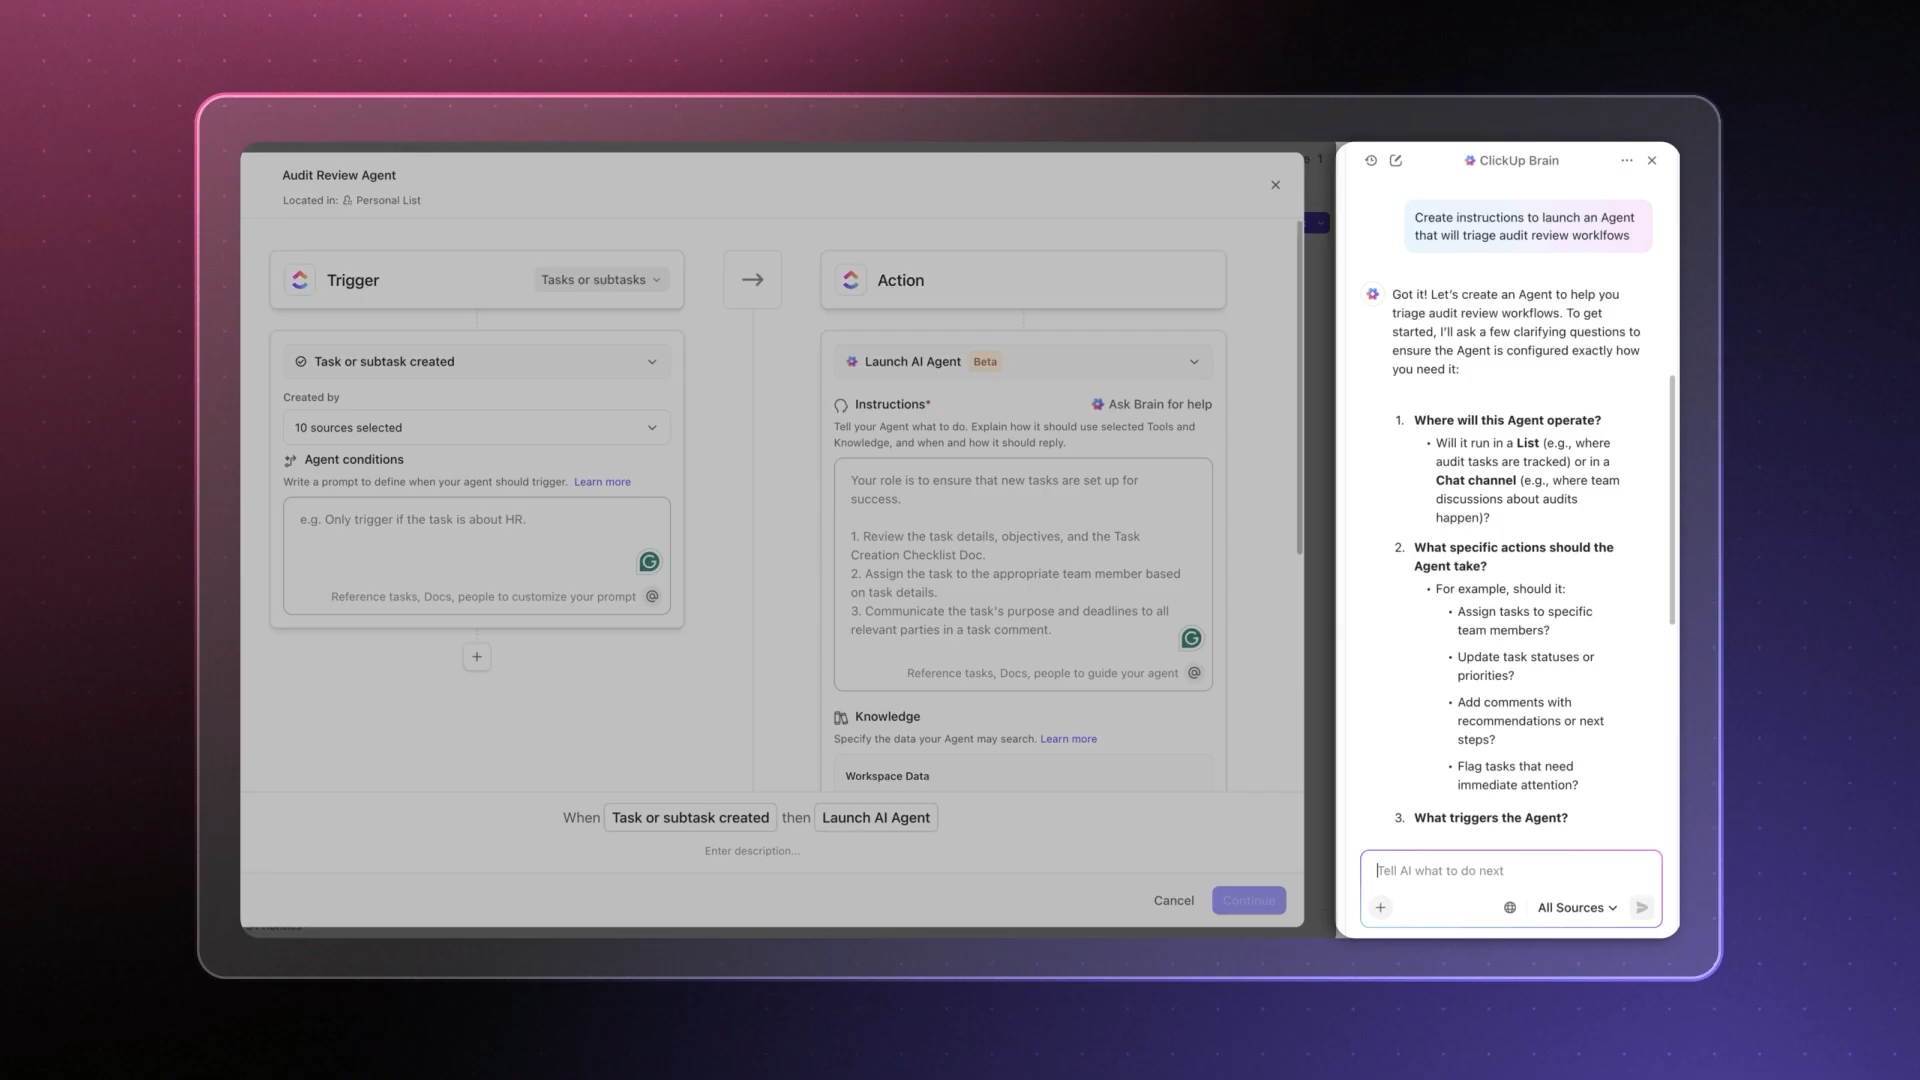 Audit Review Agent
Located in: Personal List
Trigger
Tasks or subtasks
Task or subtask created
Created by
10 sources selected
Agent conditions
Write a prompt to define when your agent should trigger. Learn more
e.g. Only trigger if the task is about HR.
Reference tasks, Docs, people to customize your prompt @
+
Action
Launch AI Agent Beta
Instructions* Ask Brain for help
Tell your Agent what to do. Explain how it should use selected Tools and
Knowledge, and when and how it should reply.
Your role is to ensure that new tasks are set up for
success.
1. Review the task details, objectives, and the Task
Creation Checklist Doc.
2. Assign the task to the appropriate team member based
on task details.
3. Communicate the task's purpose and deadlines to all
relevant parties in a task comment.
Reference tasks, Docs, people to guide your agent @
Knowledge
Specify the data your Agent may search. Learn more
Workspace Data
When Task or subtask created then Launch AI Agent
Enter description...
Cancel Continue
1
ClickUp Brain
Create instructions to launch an Agent
that will triage audit review worklfows
Got it! Let's create an Agent to help you
triage audit review workflows. To get
started, I'll ask a few clarifying questions to
ensure the Agent is configured exactly how
you need it:
1. Where will this Agent operate?
• Will it run in a List (e.g., where
audit tasks are tracked) or in a
Chat channel (e.g., where team
discussions about audits
happen)?
2. What specific actions should the
Agent take?
• For example, should it:
• Assign tasks to specific
team members?
• Update task statuses or
priorities?
• Add comments with
recommendations or next
steps?
• Flag tasks that need
immediate attention?
3. What triggers the Agent?
Tell AI what to do next
+ All Sources